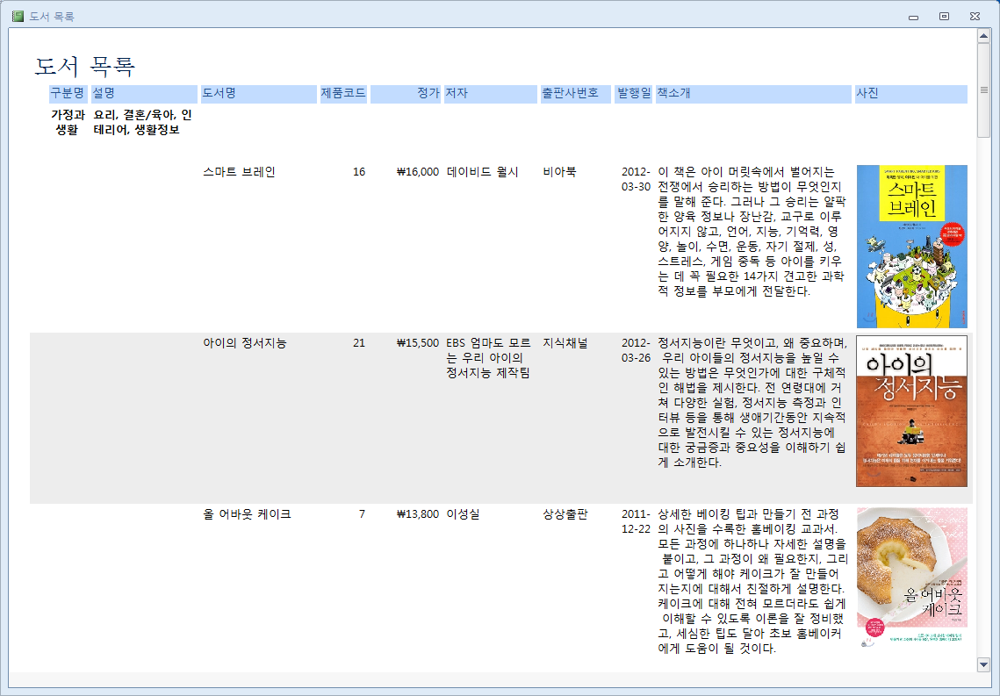 도서 목록
도서 목록
구분명 설명 도서명 제품코드 정가 저자 출판사번호 발행일 책소개 사진
가정과 생활
요리, 결혼/육아, 인
테리어, 생활정보
스마트 브레인 16 ₩16,000 데이비드 월시 비아북
2012-
03-30
이 책은 아이 머릿속에서 벌어지는
전쟁에서 승리하는 방법이 무엇인지
를 말해 준다. 그러나 그 승리는 얄팍
한 양육 정보나 장난감, 교구로 이루
어지지 않고, 언어, 지능, 기억력, 영
양, 놀이, 수면, 운동, 자기 절제, 성,
스트레스, 게임 중독 등 아이를 키우
는 데 꼭 필요한 14가지 견고한 과학
적 정보를 부모에게 전달한다.
스마트
브레인
아이의 정서지능 21 ₩15,500
EBS 엄마도 모르
는 우리 아이의
정서지능 제작팀
지식채널
2012-
03-26
정서지능이란 무엇이고, 왜 중요하며,
우리 아이들의 정서지능을 높일 수
있는 방법은 무엇인가에 대한 구체적
인 해법을 제시한다. 전 연령대에 거
쳐 다양한 실험, 정서지능 측정과 인
터뷰 등을 통해 생애기간동안 지속적
으로 발전시킬 수 있는 정서지능에
대한 궁금증과 중요성을 이해하기 쉽
게 소개한다.
아이의
정서지능
올 어바웃 케이크 7 ₩13,800 이성실 상상출판
2011-
12-22
상세한 베이킹 팁과 만들기 전 과정
의 사진을 수록한 홈베이킹 교과서.
모든 과정에 하나하나 자세한 설명을
붙이고, 그 과정이 왜 필요한지, 그리
고 어떻게 해야 케이크가 잘 만들어
지는지에 대해서 친절하게 설명한다.
케이크에 대해 전혀 모르더라도 쉽게
이해할 수 있도록 이론을 잘 정비했
고, 세심한 팁도 달아 초보 홈베이커
에게 도움이 될 것이다.
올 어바웃
케이크